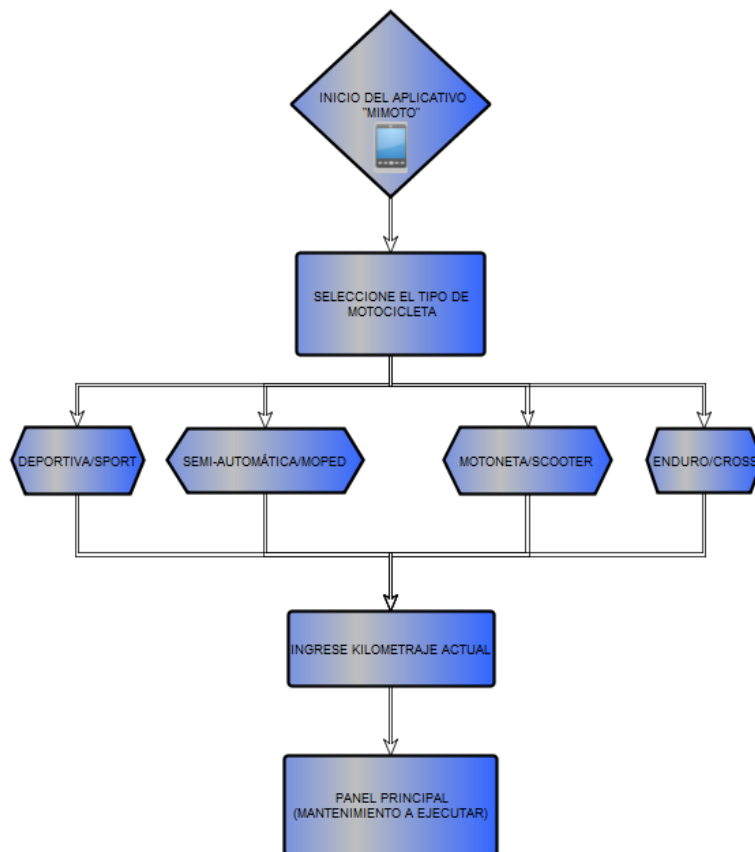 INICIO DEL APLICATIVO
"MIMOTO"
SELECCIONE EL TIPO DE
MOTOCICLETA
DEPORTIVA/SPORT
SEMI-AUTOMÁTICA/MOPED
MOTONETA/SCOOTER
ENDURO/CROSS
INGRESE KILOMETRAJE ACTUAL
PANEL PRINCIPAL
(MANTENIMIENTO A EJECUTAR)